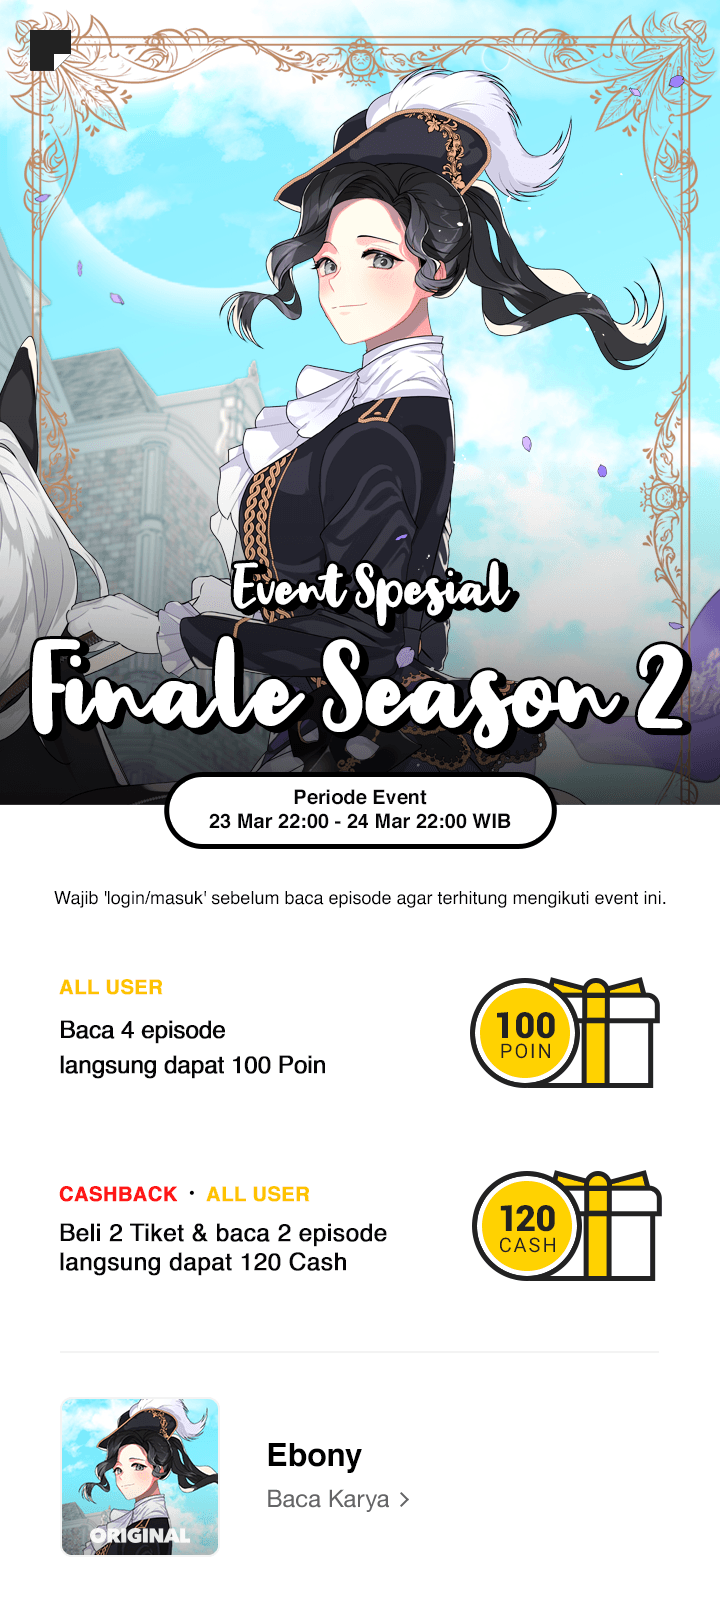 Event Spesial
Finale Season 2
Periode Event
23 Mar 22:00 - 24 Mar 22:00 WIB
Wajib 'login/masuk' sebelum baca episode agar terhitung mengikuti event ini.
ALL USER
Baca 4 episode
langsung dapat 100 Poin
100
POIN
CASHBACK · ALL USER
Beli 2 Tiket & baca 2 episode
langsung dapat 120 Cash
120
CASH
ORIGINAL
Ebony
Baca Karya >